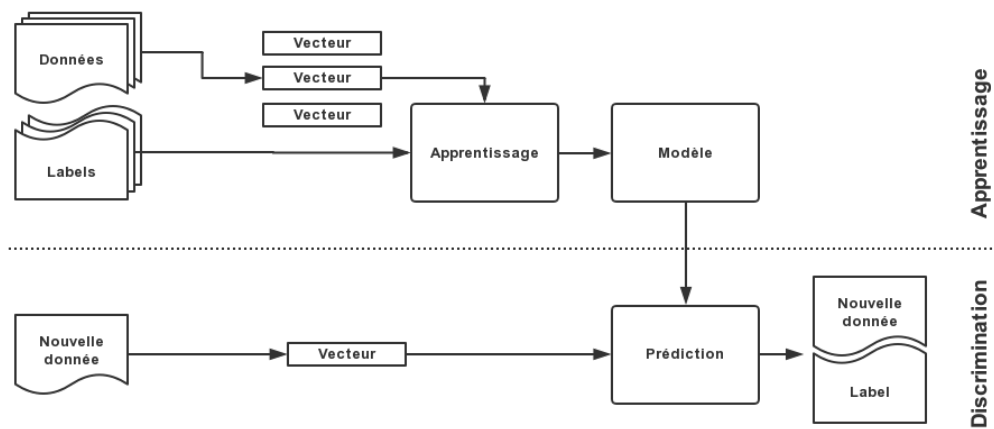 Données
Vecteur
Vecteur
Vecteur
Labels
Apprentissage
Modèle
Apprentissage
Nouvelle
donnée
Vecteur
Prédiction
Nouvelle
donnée
Label
Discrimination